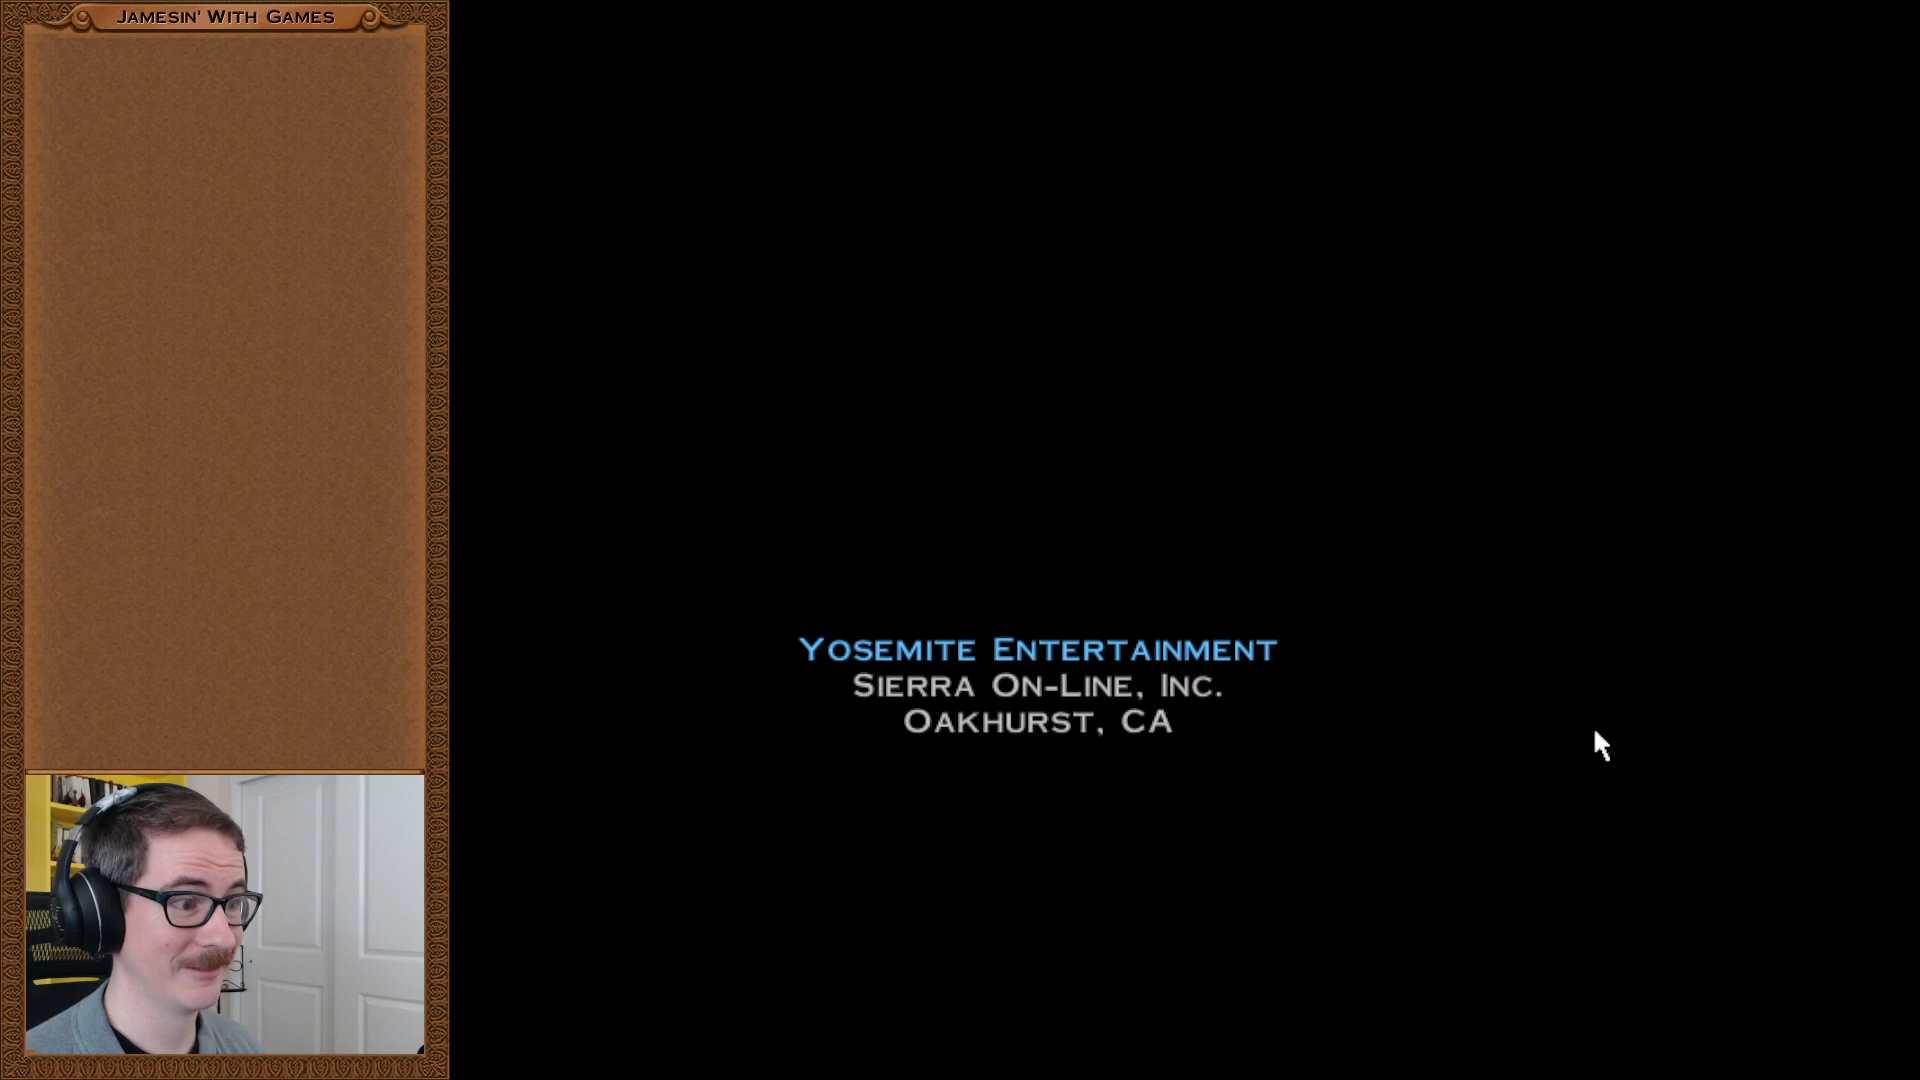 Jamesin' With Games
Yosemite Entertainment
Sierra On-Line, Inc.
Oakhurst, CA